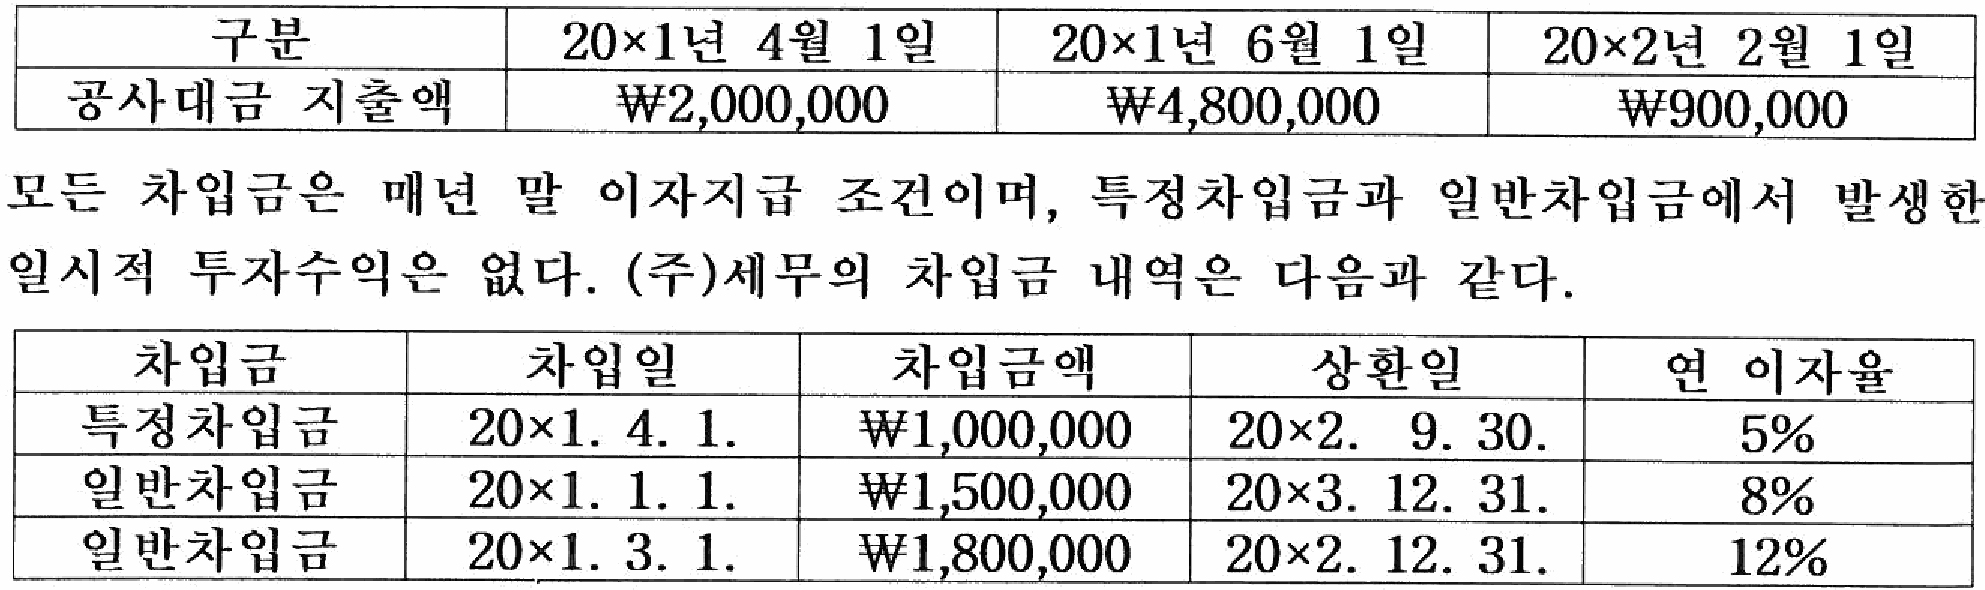 구분 20×1년 4월 1일 20×1년 6월 1일 20×2년 2월 1일
공사대금 지출액 ₩2,000,000 ₩4,800,000 ₩900,000
모든 차입금은 매년 말 이자지급 조건이며, 특정차입금과 일반차입금에서 발생한
일시적 투자수익은 없다. (주)세무의 차입금 내역은 다음과 같다.
차입금 차입일 차입금액 상환일 연 이자율
특정차입금 20×1. 4. 1. ₩1,000,000 20×2. 9. 30. 5%
일반차입금 20×1. 1. 1. ₩1,500,000 20×3. 12. 31. 8%
일반차입금 20×1. 3. 1. ₩1,800,000 20×2. 12. 31. 12%